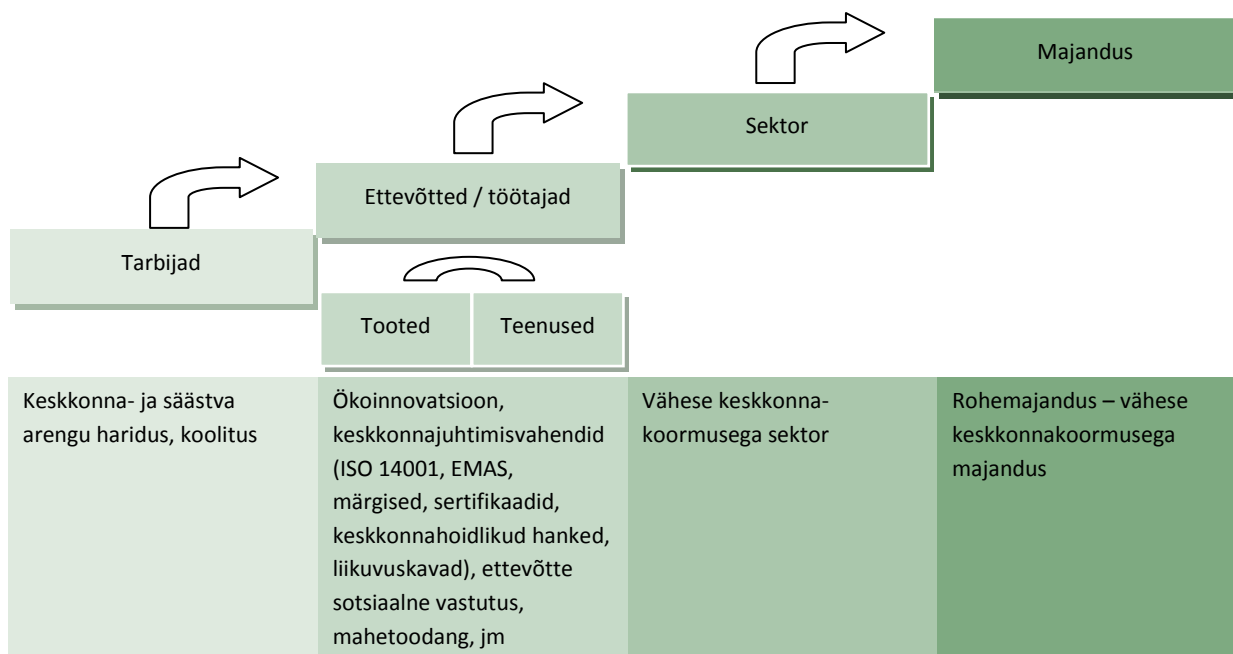 Majandus
Sektor
Ettevõtted / töötajad
Tarbijad
Tooted
Teenused
Keskkonna- ja säästva
arengu haridus, koolitus
Ökoinnovatsioon,
keskkonnajuhtimisvahendid
(ISO 14001, EMAS,
märgised, sertifikaadid,
keskkonnahoidlikud hanked,
liikuvuskavad), ettevõtte
sotsiaalne vastutus,
mahetoodang, jm
Vähese keskkonna-
koormusega sektor
Rohemajandus – vähese
keskkonnakoormusega
majandus